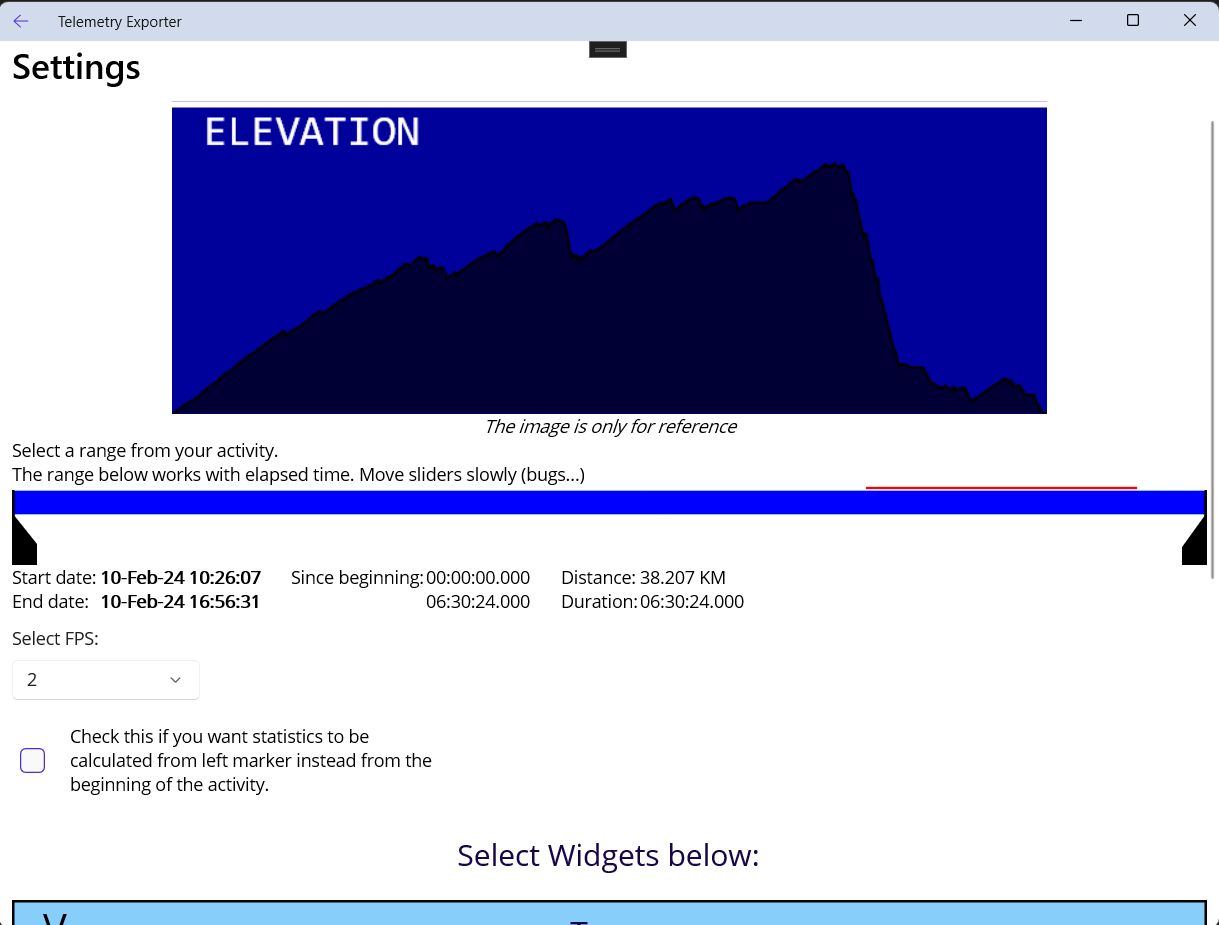 Telemetry Exporter
Settings
ELEVATION
The image is only for reference
Select a range from your activity.
The range below works with elapsed time. Move sliders slowly (bugs...)
Start date: 10-Feb-24 10:26:07 Since beginning: 00:00:00.000 Distance: 38.207 KM
End date: 10-Feb-24 16:56:31 06:30:24.000 Duration: 06:30:24.000
Select FPS:
2
Check this if you want statistics to be
calculated from left marker instead from the
beginning of the activity.
Select Widgets below: